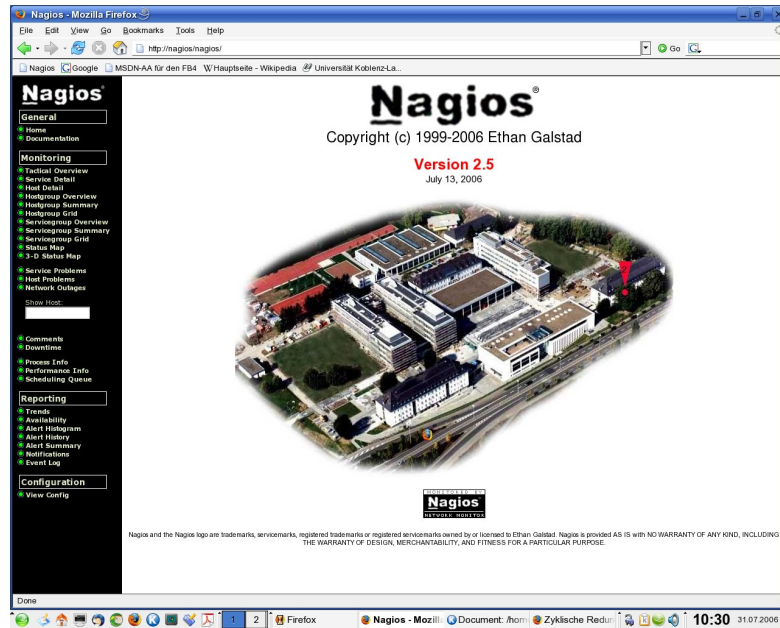 Nagios - Mozilla Firefox
File Edit View Go Bookmarks Tools Help
http://nagios/nagios/
Go
Nagios Google MSDN-AA für den FB4 Hauptseite - Wikipedia Universität Koblenz-La...
Nagios
General
Home
Documentation
Monitoring
Tactical Overview
Service Detail
Host Detail
Hostgroup Overview
Hostgroup Summary
Hostgroup Grid
Servicegroup Overview
Servicegroup Summary
Servicegroup Grid
Status Map
3-D Status Map
Service Problems
Host Problems
Network Outages
Show Host:
Comments
Downtime
Process Info
Performance Info
Scheduling Queue
Reporting
Trends
Availability
Alert Histogram
Alert History
Alert Summary
Notifications
Event Log
Configuration
View Config
Nagios®
Copyright (c) 1999-2006 Ethan Galstad
Version 2.5
July 13, 2006
MONITORED BY
Nagios
NETWORK MONITOR
Nagios and the Nagios logo are trademarks, servicemarks, registered trademarks or registered servicemarks owned by or licensed to Ethan Galstad. Nagios is provided AS IS with NO WARRANTY OF ANY KIND, INCLUDING
THE WARRANTY OF DESIGN, MERCHANTABILITY, AND FITNESS FOR A PARTICULAR PURPOSE.
Done
1 2 Firefox Nagios - Mozill Document: /hom Zyklische Redun 10:30 31.07.2006